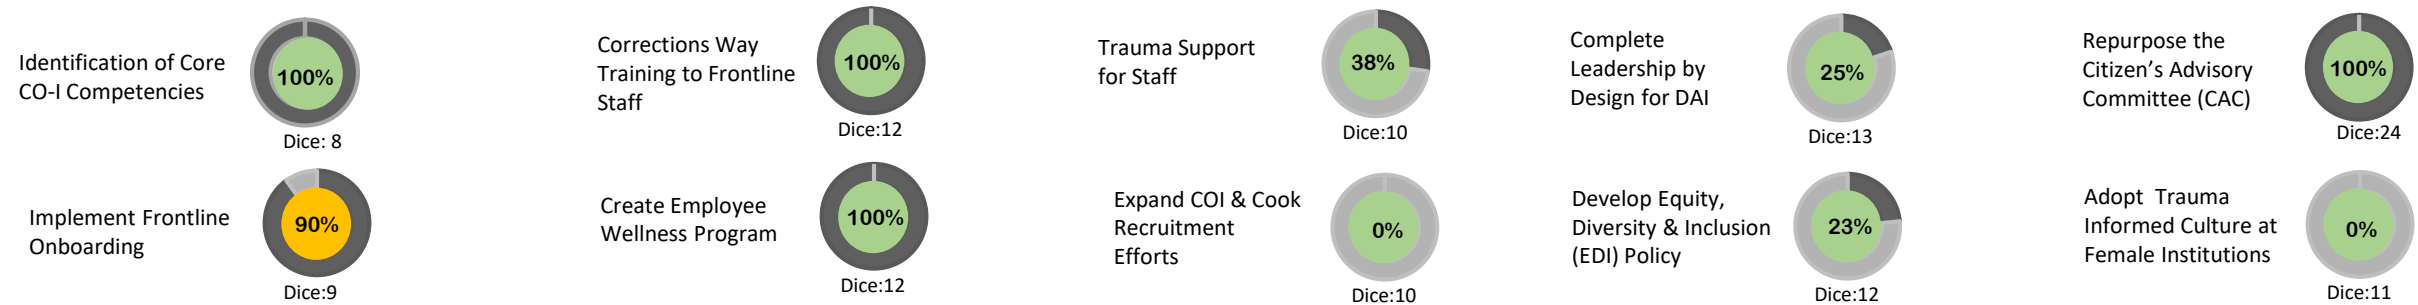 Identification of Core
CO-I Competencies
100%
Dice: 8
Corrections Way
Training to Frontline
Staff
100%
Dice:12
Trauma Support
for Staff
38%
Dice:10
Complete
Leadership by
Design for DAI
25%
Dice:13
Repurpose the
Citizen’s Advisory
Committee (CAC)
100%
Dice:24
Implement Frontline
Onboarding
90%
Dice:9
Create Employee
Wellness Program
100%
Dice:12
Expand COI & Cook
Recruitment
Efforts
0%
Dice:10
Develop Equity,
Diversity & Inclusion
(EDI) Policy
23%
Dice:12
Adopt  Trauma
Informed Culture at
Female Institutions
0%
Dice:11